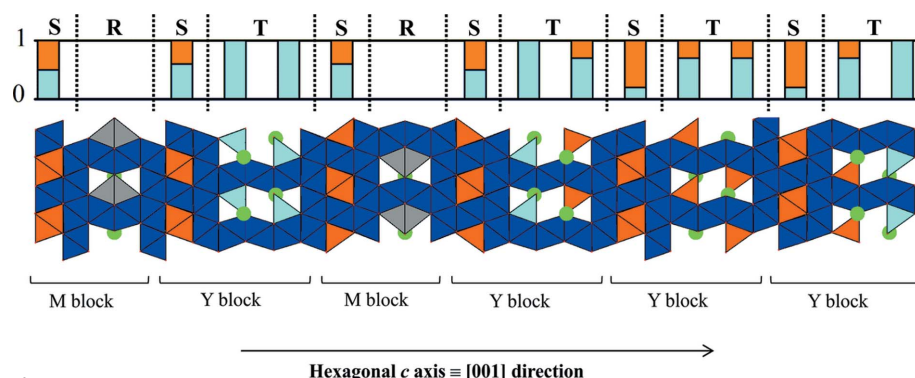 S R S T S R S T S T S T
1
0
M block Y block M block Y block Y block Y block
Hexagonal c axis ≡ [001] direction